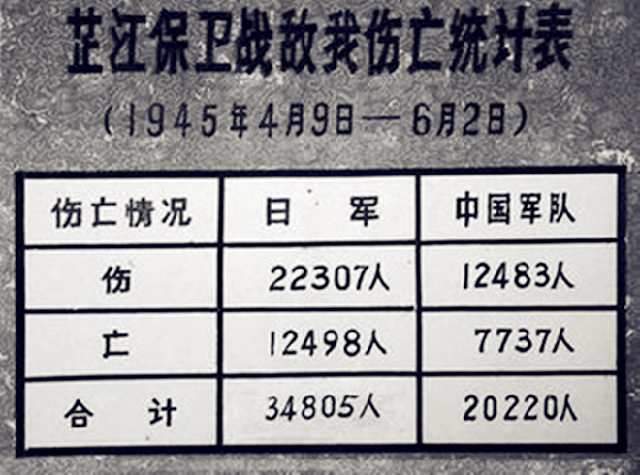 芷江保卫战敌我伤亡统计表
(1945年4月9日—6月2日)
伤亡情况 日 军 中国军队
伤 22307人 12483人
亡 12498人 7737人
合 计 34805人 20220人